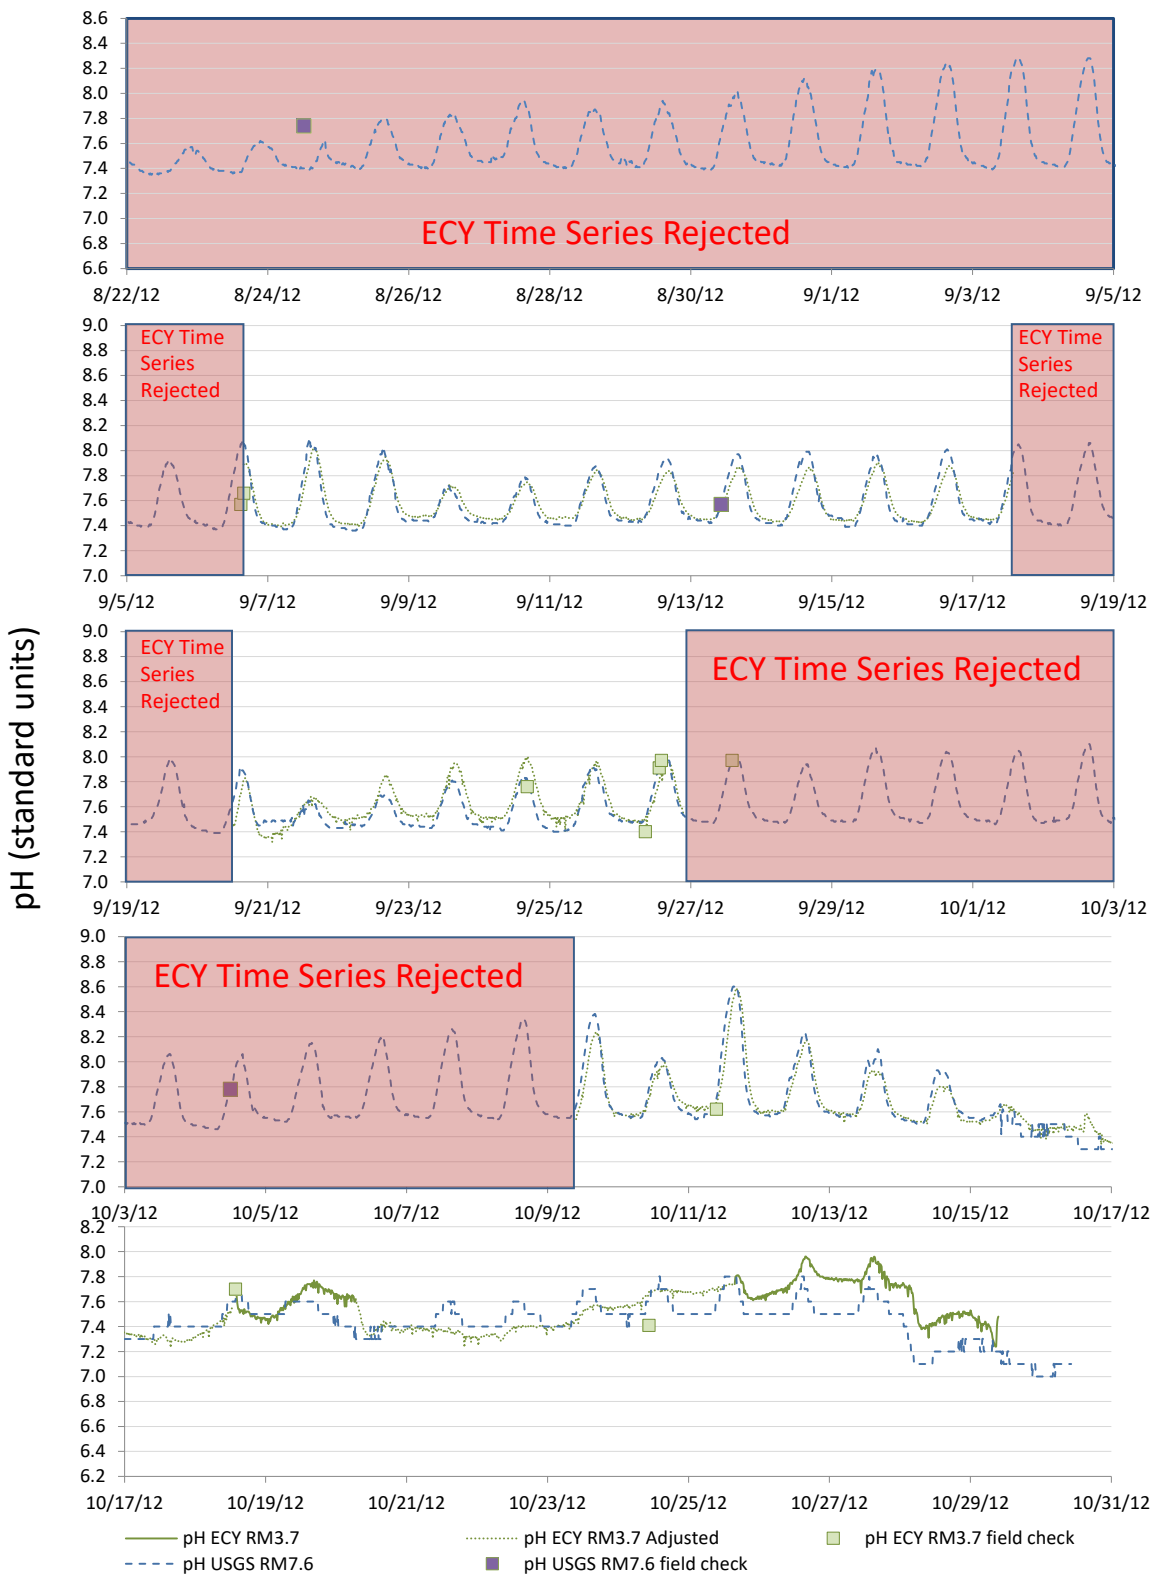 pH (standard units)
8.6
8.4
8.2
8.0
7.8
7.6
7.4
7.2
7.0
6.8
6.6
ECY Time Series Rejected
8/22/12 8/24/12 8/26/12 8/28/12 8/30/12 9/1/12 9/3/12 9/5/12
9.0
8.8
8.6
8.4
8.2
8.0
7.8
7.6
7.4
7.2
7.0
ECY Time
Series
Rejected
ECY Time
Series
Rejected
9/5/12 9/7/12 9/9/12 9/11/12 9/13/12 9/15/12 9/17/12 9/19/12
9.0
8.8
8.6
8.4
8.2
8.0
7.8
7.6
7.4
7.2
7.0
ECY Time
Series
Rejected
ECY Time Series Rejected
9/19/12 9/21/12 9/23/12 9/25/12 9/27/12 9/29/12 10/1/12 10/3/12
9.0
8.8
8.6
8.4
8.2
8.0
7.8
7.6
7.4
7.2
7.0
ECY Time Series Rejected
10/3/12 10/5/12 10/7/12 10/9/12 10/11/12 10/13/12 10/15/12 10/17/12
8.2
8.0
7.8
7.6
7.4
7.2
7.0
6.8
6.6
6.4
6.2
10/17/12 10/19/12 10/21/12 10/23/12 10/25/12 10/27/12 10/29/12 10/31/12
pH ECY RM3.7 pH ECY RM3.7 Adjusted pH ECY RM3.7 field check
pH USGS RM7.6 pH USGS RM7.6 field check